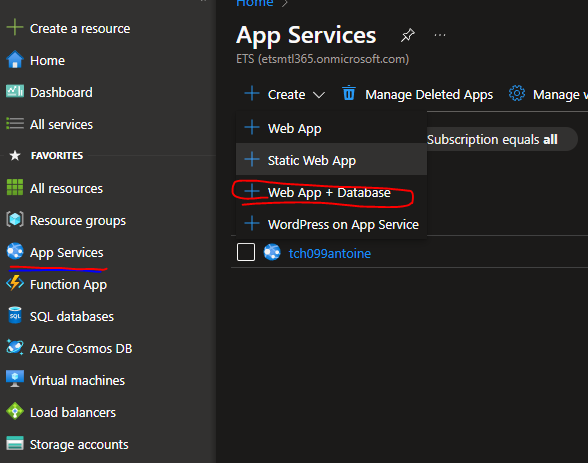 Home
Create a resource
Home
Dashboard
All services
FAVORITES
All resources
Resource groups
App Services
Function App
SQL databases
Azure Cosmos DB
Virtual machines
Load balancers
Storage accounts
App Services
...
ETS (etsmtl365.onmicrosoft.com)
Create
Manage Deleted Apps
Manage v
Web App
Static Web App
Web App + Database
WordPress on App Service
Subscription equals all
tch099antoine